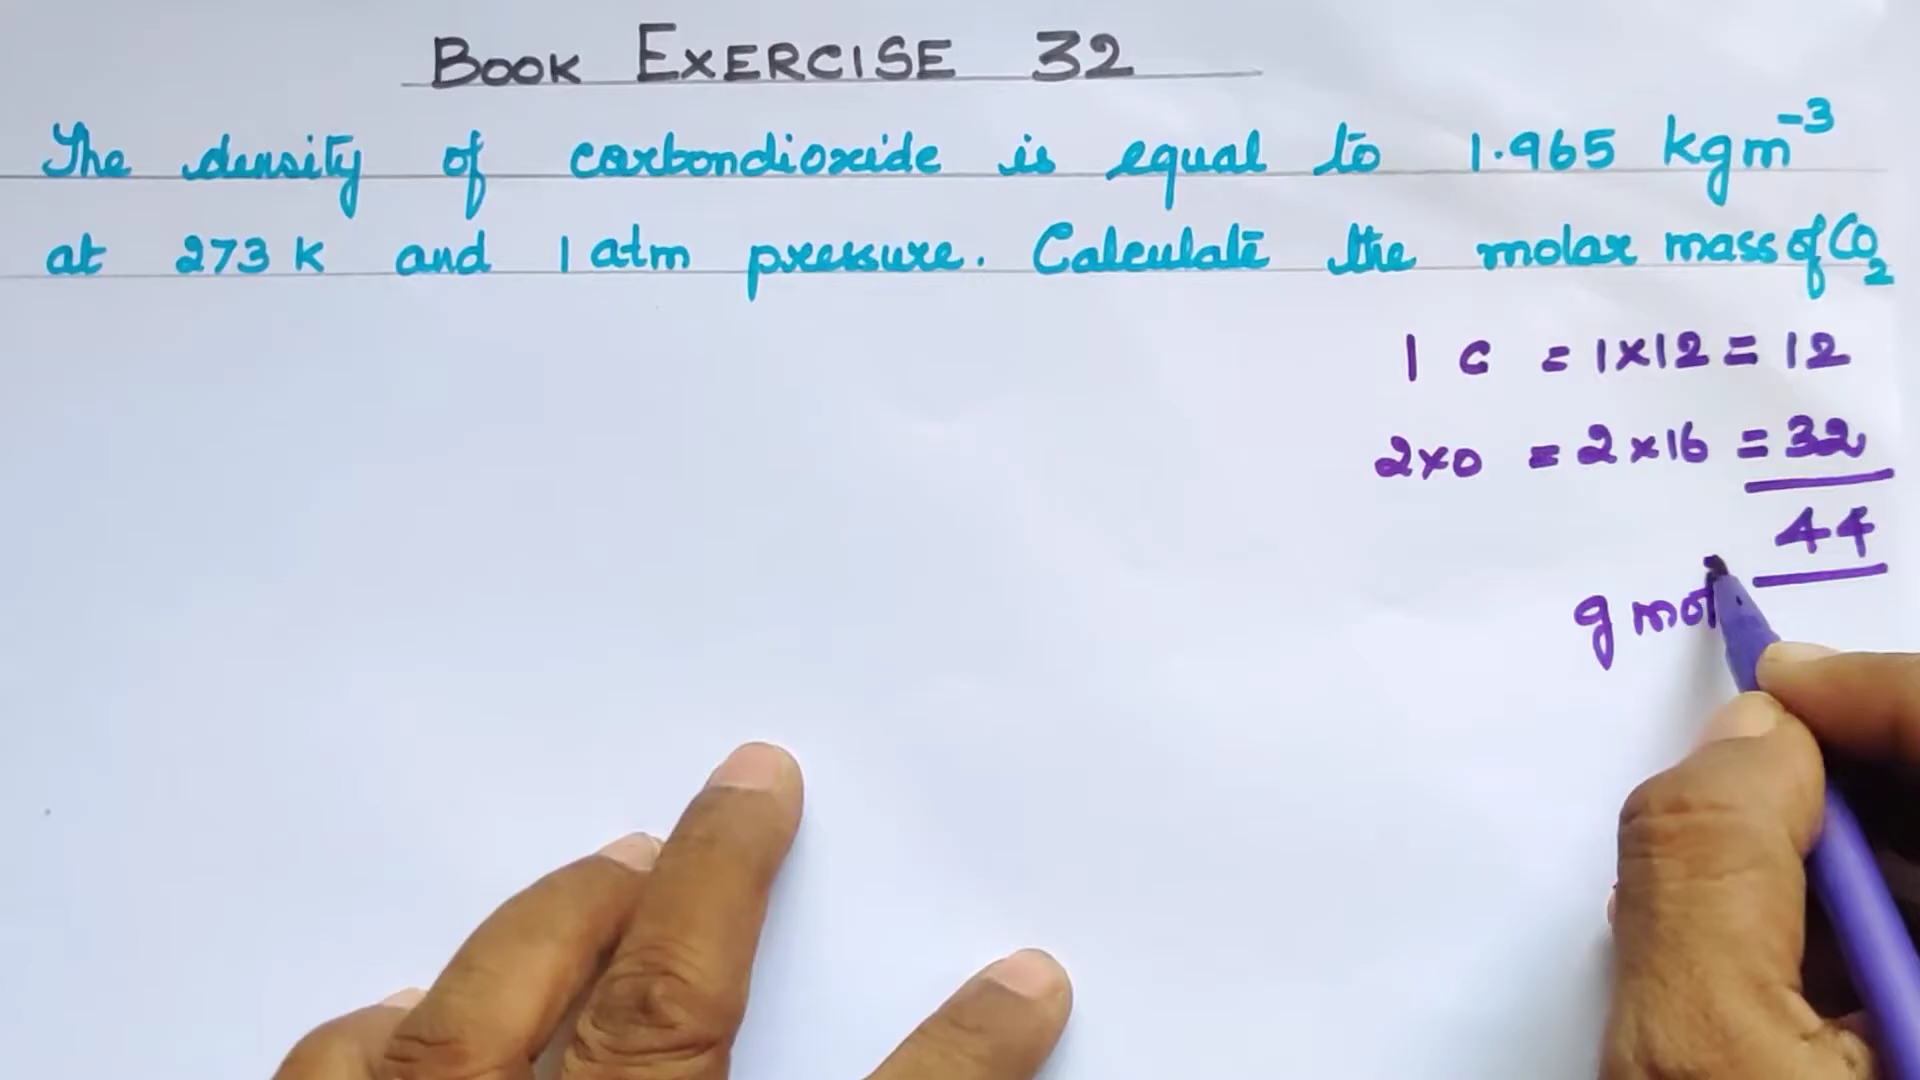 BOOK EXERCISE 32
The density of carbondioxide is equal to 1.965 kgm⁻³
at 273 K and 1 atm pressure. Calculate the molar mass of CO₂
1 C = 1×12 = 12
2×O = 2×16 = 32
44
g mol